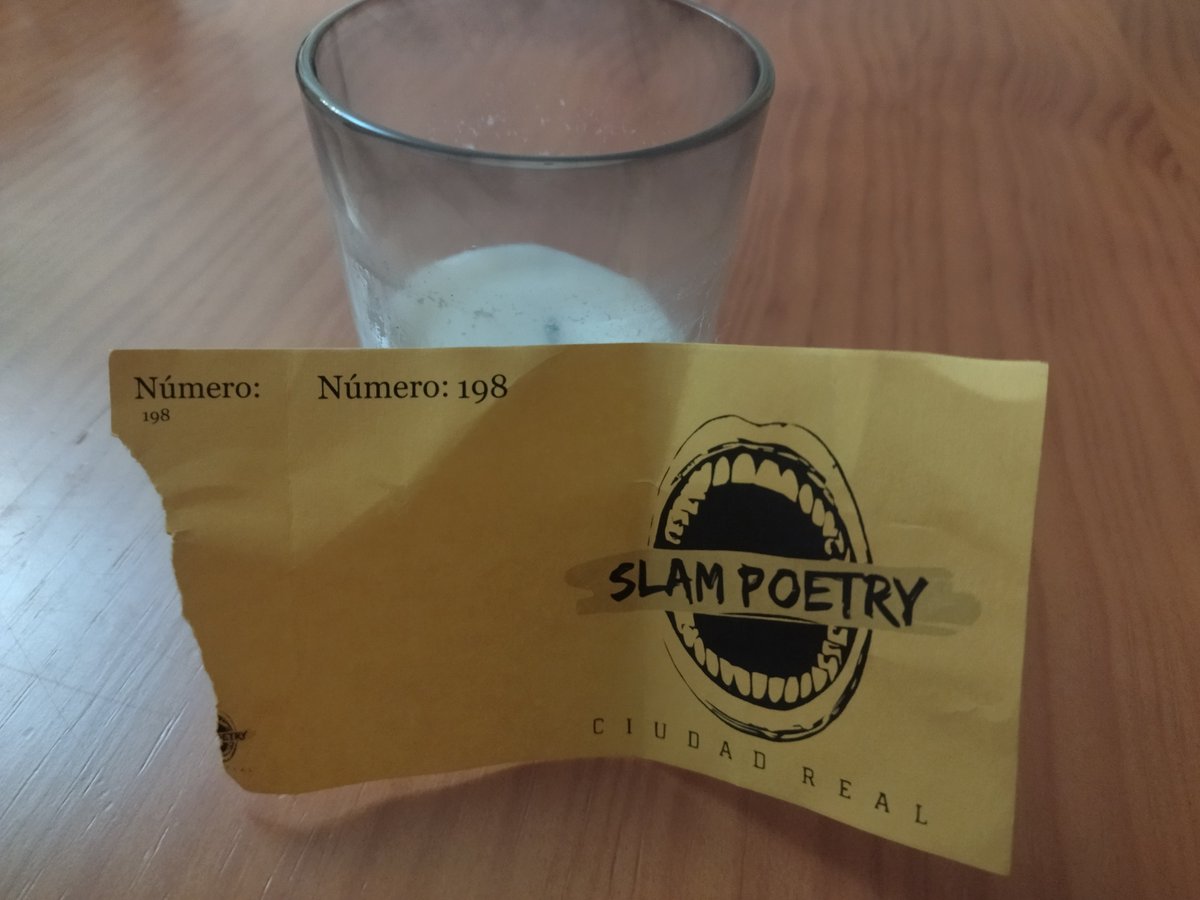 Número:
198
Número: 198
SLAM POETRY
CIUDAD REAL